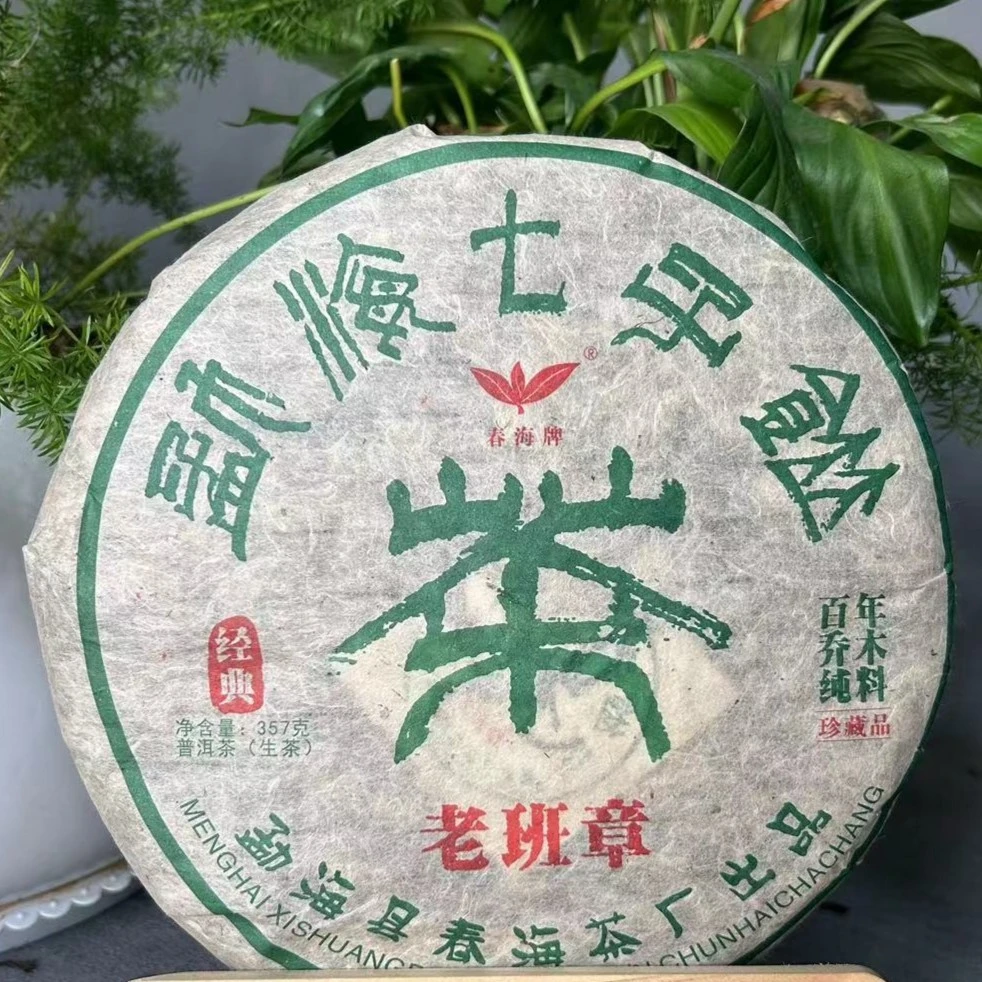 勐海七子饼
®
春海牌
茶
百年
乔木
纯料
珍藏品
经典
净含量：357克
普洱茶（生茶）
老班章
勐海县春海茶厂出品
MENGHAI XISHUANG
CHUNHAICHACHANG